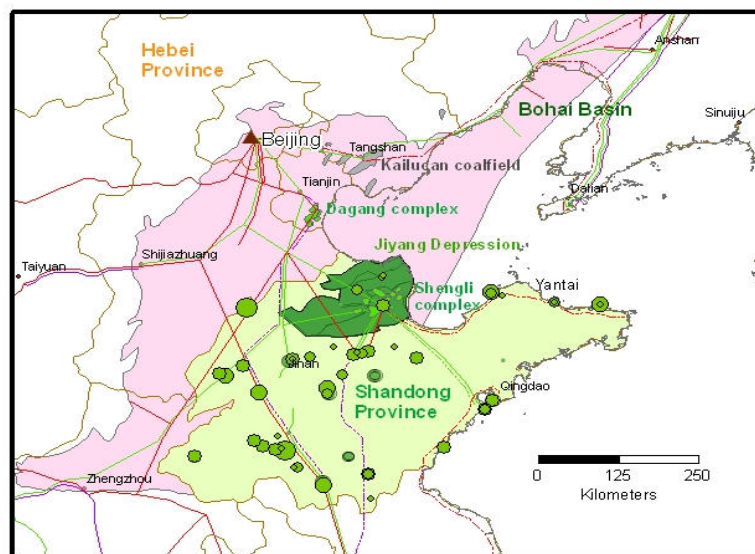 Hebei
Province
Anshan
Bohai Basin
Sinuiju
Beijing
Tangshan
Kailuan coalfield
Tianjin
Dalian
Dagang complex
Jiyang Depression
Shijiazhuang
Taiyuan
Shengli
complex
Yantai
Jinan
Qingdao
Shandong
Province
Zhengzhou
0 125 250
Kilometers